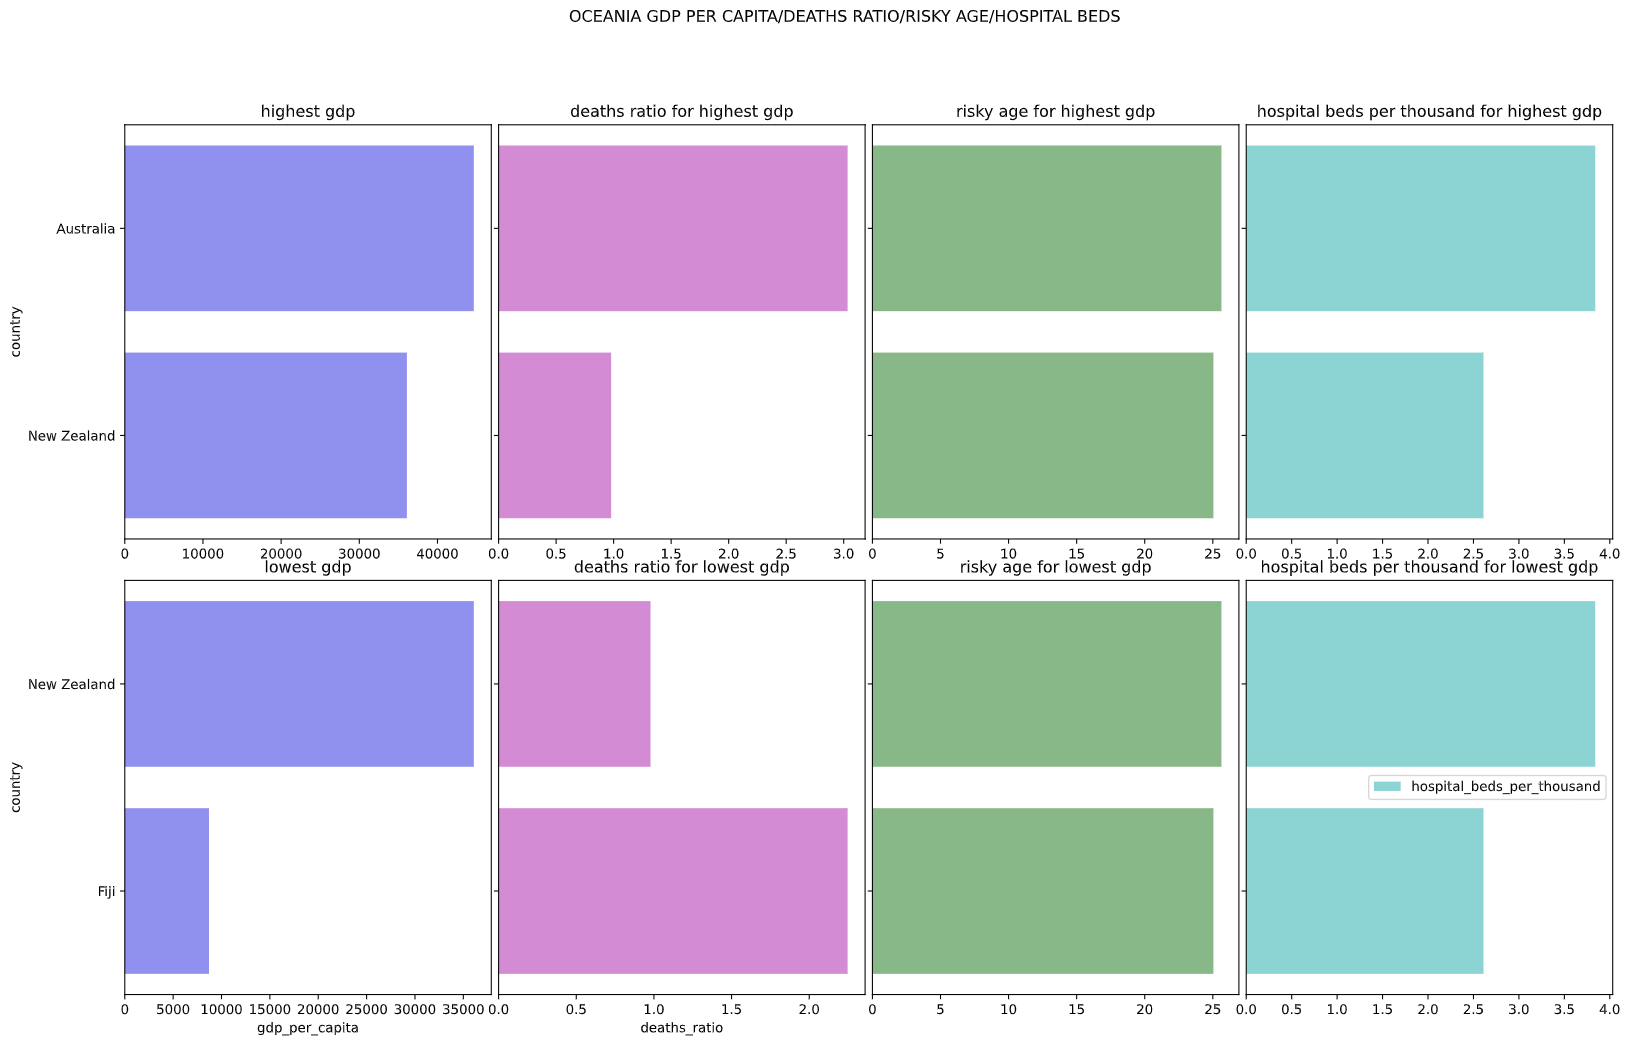 OCEANIA GDP PER CAPITA/DEATHS RATIO/RISKY AGE/HOSPITAL BEDS
highest gdp
deaths ratio for highest gdp
risky age for highest gdp
hospital beds per thousand for highest gdp
country
Australia
New Zealand
0 10000 20000 30000 40000
0.0 0.5 1.0 1.5 2.0 2.5 3.0
0 5 10 15 20 25
0.0 0.5 1.0 1.5 2.0 2.5 3.0 3.5 4.0
lowest gdp
deaths ratio for lowest gdp
risky age for lowest gdp
hospital beds per thousand for lowest gdp
country
New Zealand
Fiji
hospital_beds_per_thousand
0 5000 10000 15000 20000 25000 30000 35000
0.0 0.5 1.0 1.5 2.0
0 5 10 15 20 25
0.0 0.5 1.0 1.5 2.0 2.5 3.0 3.5 4.0
gdp_per_capita
deaths_ratio